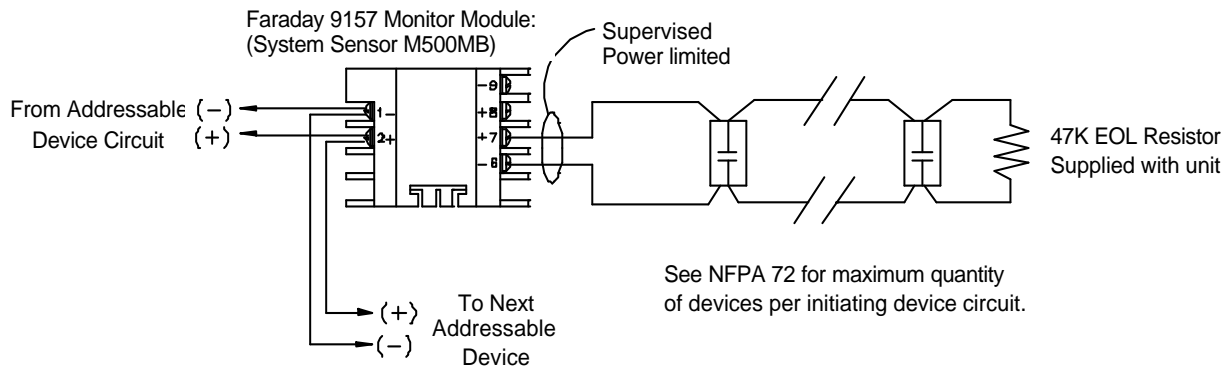 Faraday 9157 Monitor Module:
(System Sensor M500MB)
Supervised
Power limited
From Addressable (-)
Device Circuit (+)
1-
2+
-9
+8
+7
-6
47K EOL Resistor
Supplied with unit
See NFPA 72 for maximum quantity
of devices per initiating device circuit.
(+) To Next
Addressable
(-) Device